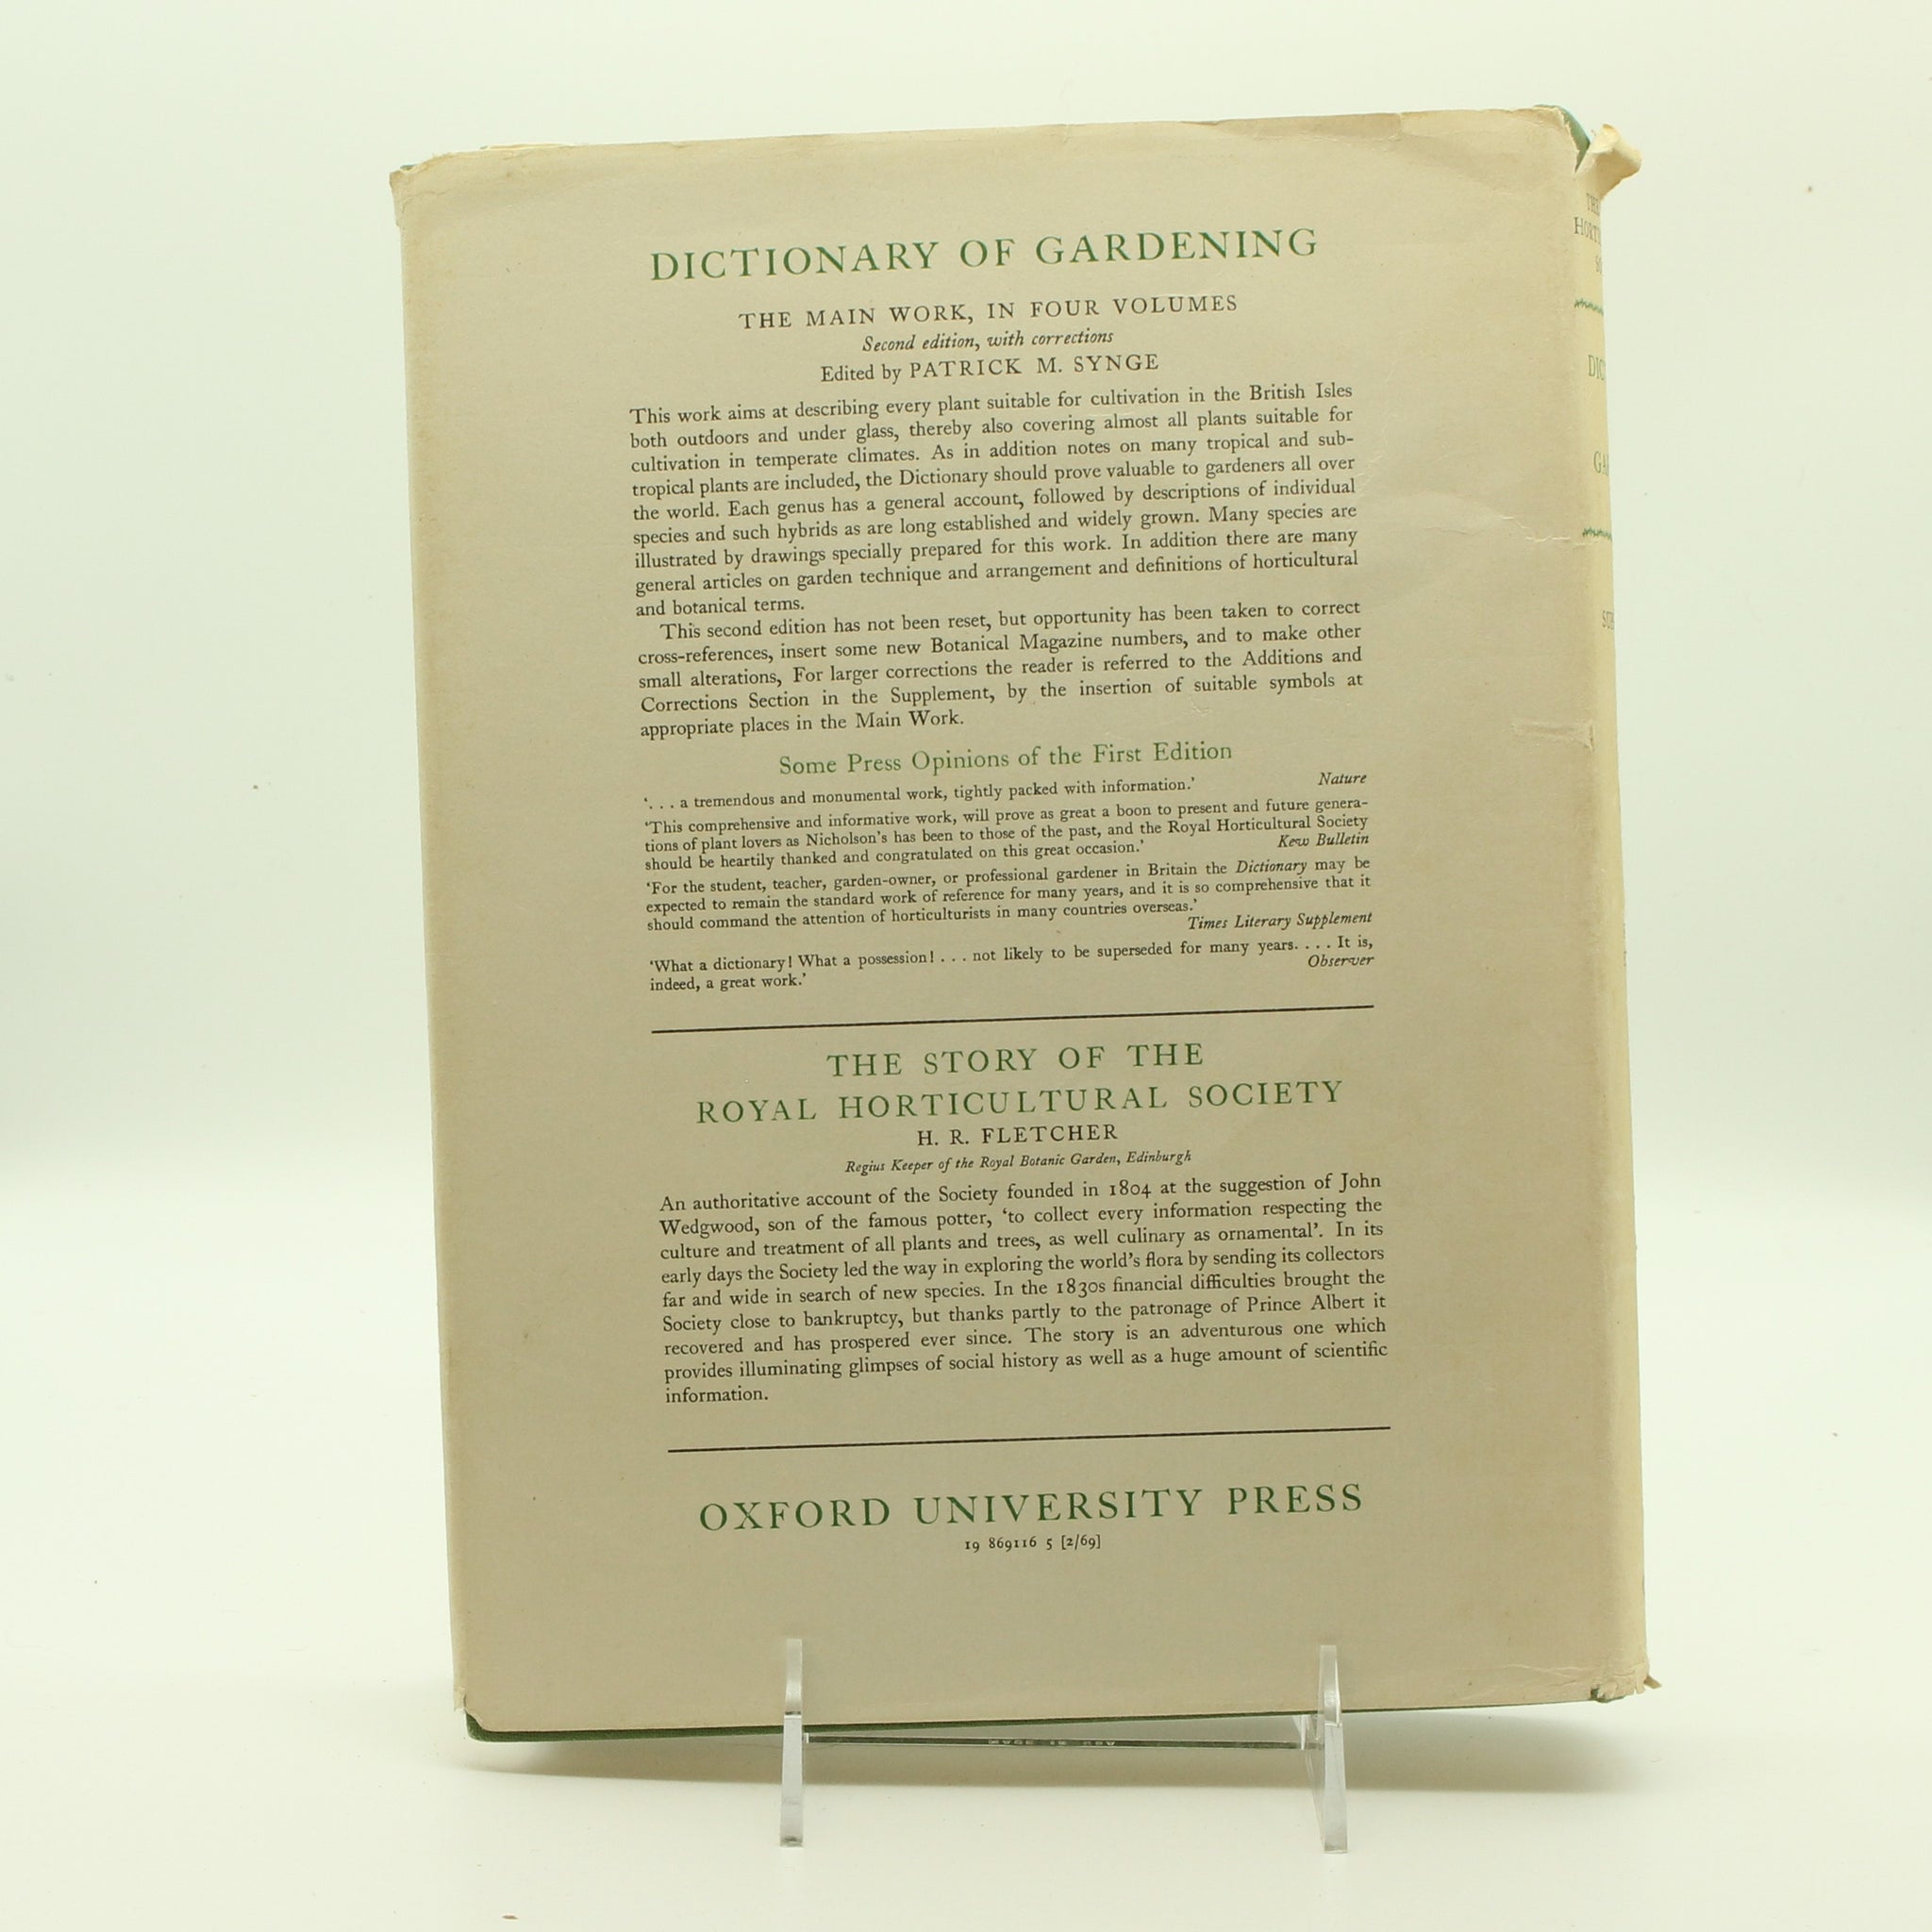 DICTIONARY OF GARDENING
THE MAIN WORK, IN FOUR VOLUMES
Second edition, with corrections
Edited by PATRICK M. SYNGE
This work aims at describing every plant suitable for cultivation in the British Isles
both outdoors and under glass, thereby also covering almost all plants suitable for
cultivation in temperate climates. As in addition notes on many tropical and sub-
tropical plants are included, the Dictionary should prove valuable to gardeners all over
the world. Each genus has a general account, followed by descriptions of individual
species and such hybrids as are long established and widely grown. Many species are
illustrated by drawings specially prepared for this work. In addition there are many
general articles on garden technique and arrangement and definitions of horticultural
and botanical terms.
This second edition has not been reset, but opportunity has been taken to correct
cross-references, insert some new Botanical Magazine numbers, and to make other
small alterations, For larger corrections the reader is referred to the Additions and
Corrections Section in the Supplement, by the insertion of suitable symbols at
appropriate places in the Main Work.
Some Press Opinions of the First Edition
‘. . . a tremendous and monumental work, tightly packed with information.’ Nature
‘This comprehensive and informative work, will prove as great a boon to present and future genera-
tions of plant lovers as Nicholson's has been to those of the past, and the Royal Horticultural Society
should be heartily thanked and congratulated on this great occasion.’ Kew Bulletin
‘For the student, teacher, garden-owner, or professional gardener in Britain the Dictionary may be
expected to remain the standard work of reference for many years, and it is so comprehensive that it
should command the attention of horticulturists in many countries overseas.’
Times Literary Supplement
‘What a dictionary! What a possession! . . . not likely to be superseded for many years. . . . It is,
indeed, a great work.’ Observer
THE STORY OF THE
ROYAL HORTICULTURAL SOCIETY
H. R. FLETCHER
Regius Keeper of the Royal Botanic Garden, Edinburgh
An authoritative account of the Society founded in 1804 at the suggestion of John
Wedgwood, son of the famous potter, ‘to collect every information respecting the
culture and treatment of all plants and trees, as well culinary as ornamental’. In its
early days the Society led the way in exploring the world's flora by sending its collectors
far and wide in search of new species. In the 1830s financial difficulties brought the
Society close to bankruptcy, but thanks partly to the patronage of Prince Albert it
recovered and has prospered ever since. The story is an adventurous one which
provides illuminating glimpses of social history as well as a huge amount of scientific
information.
OXFORD UNIVERSITY PRESS
19 869116 5 [2/69]